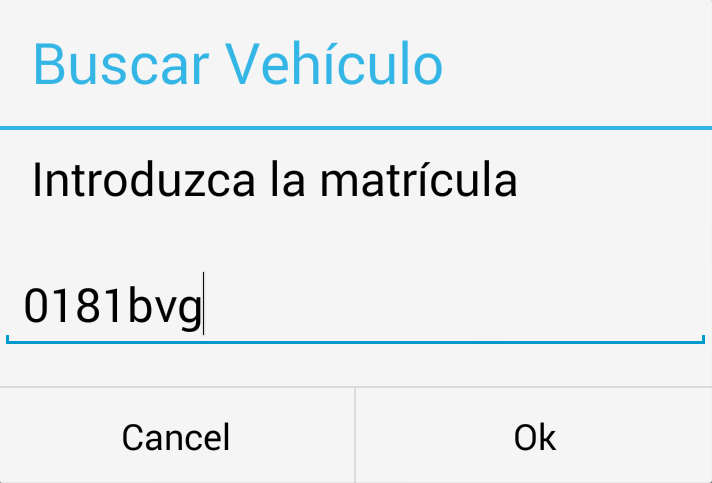 Buscar Vehículo
Introduzca la matrícula
0181bvg
Cancel Ok